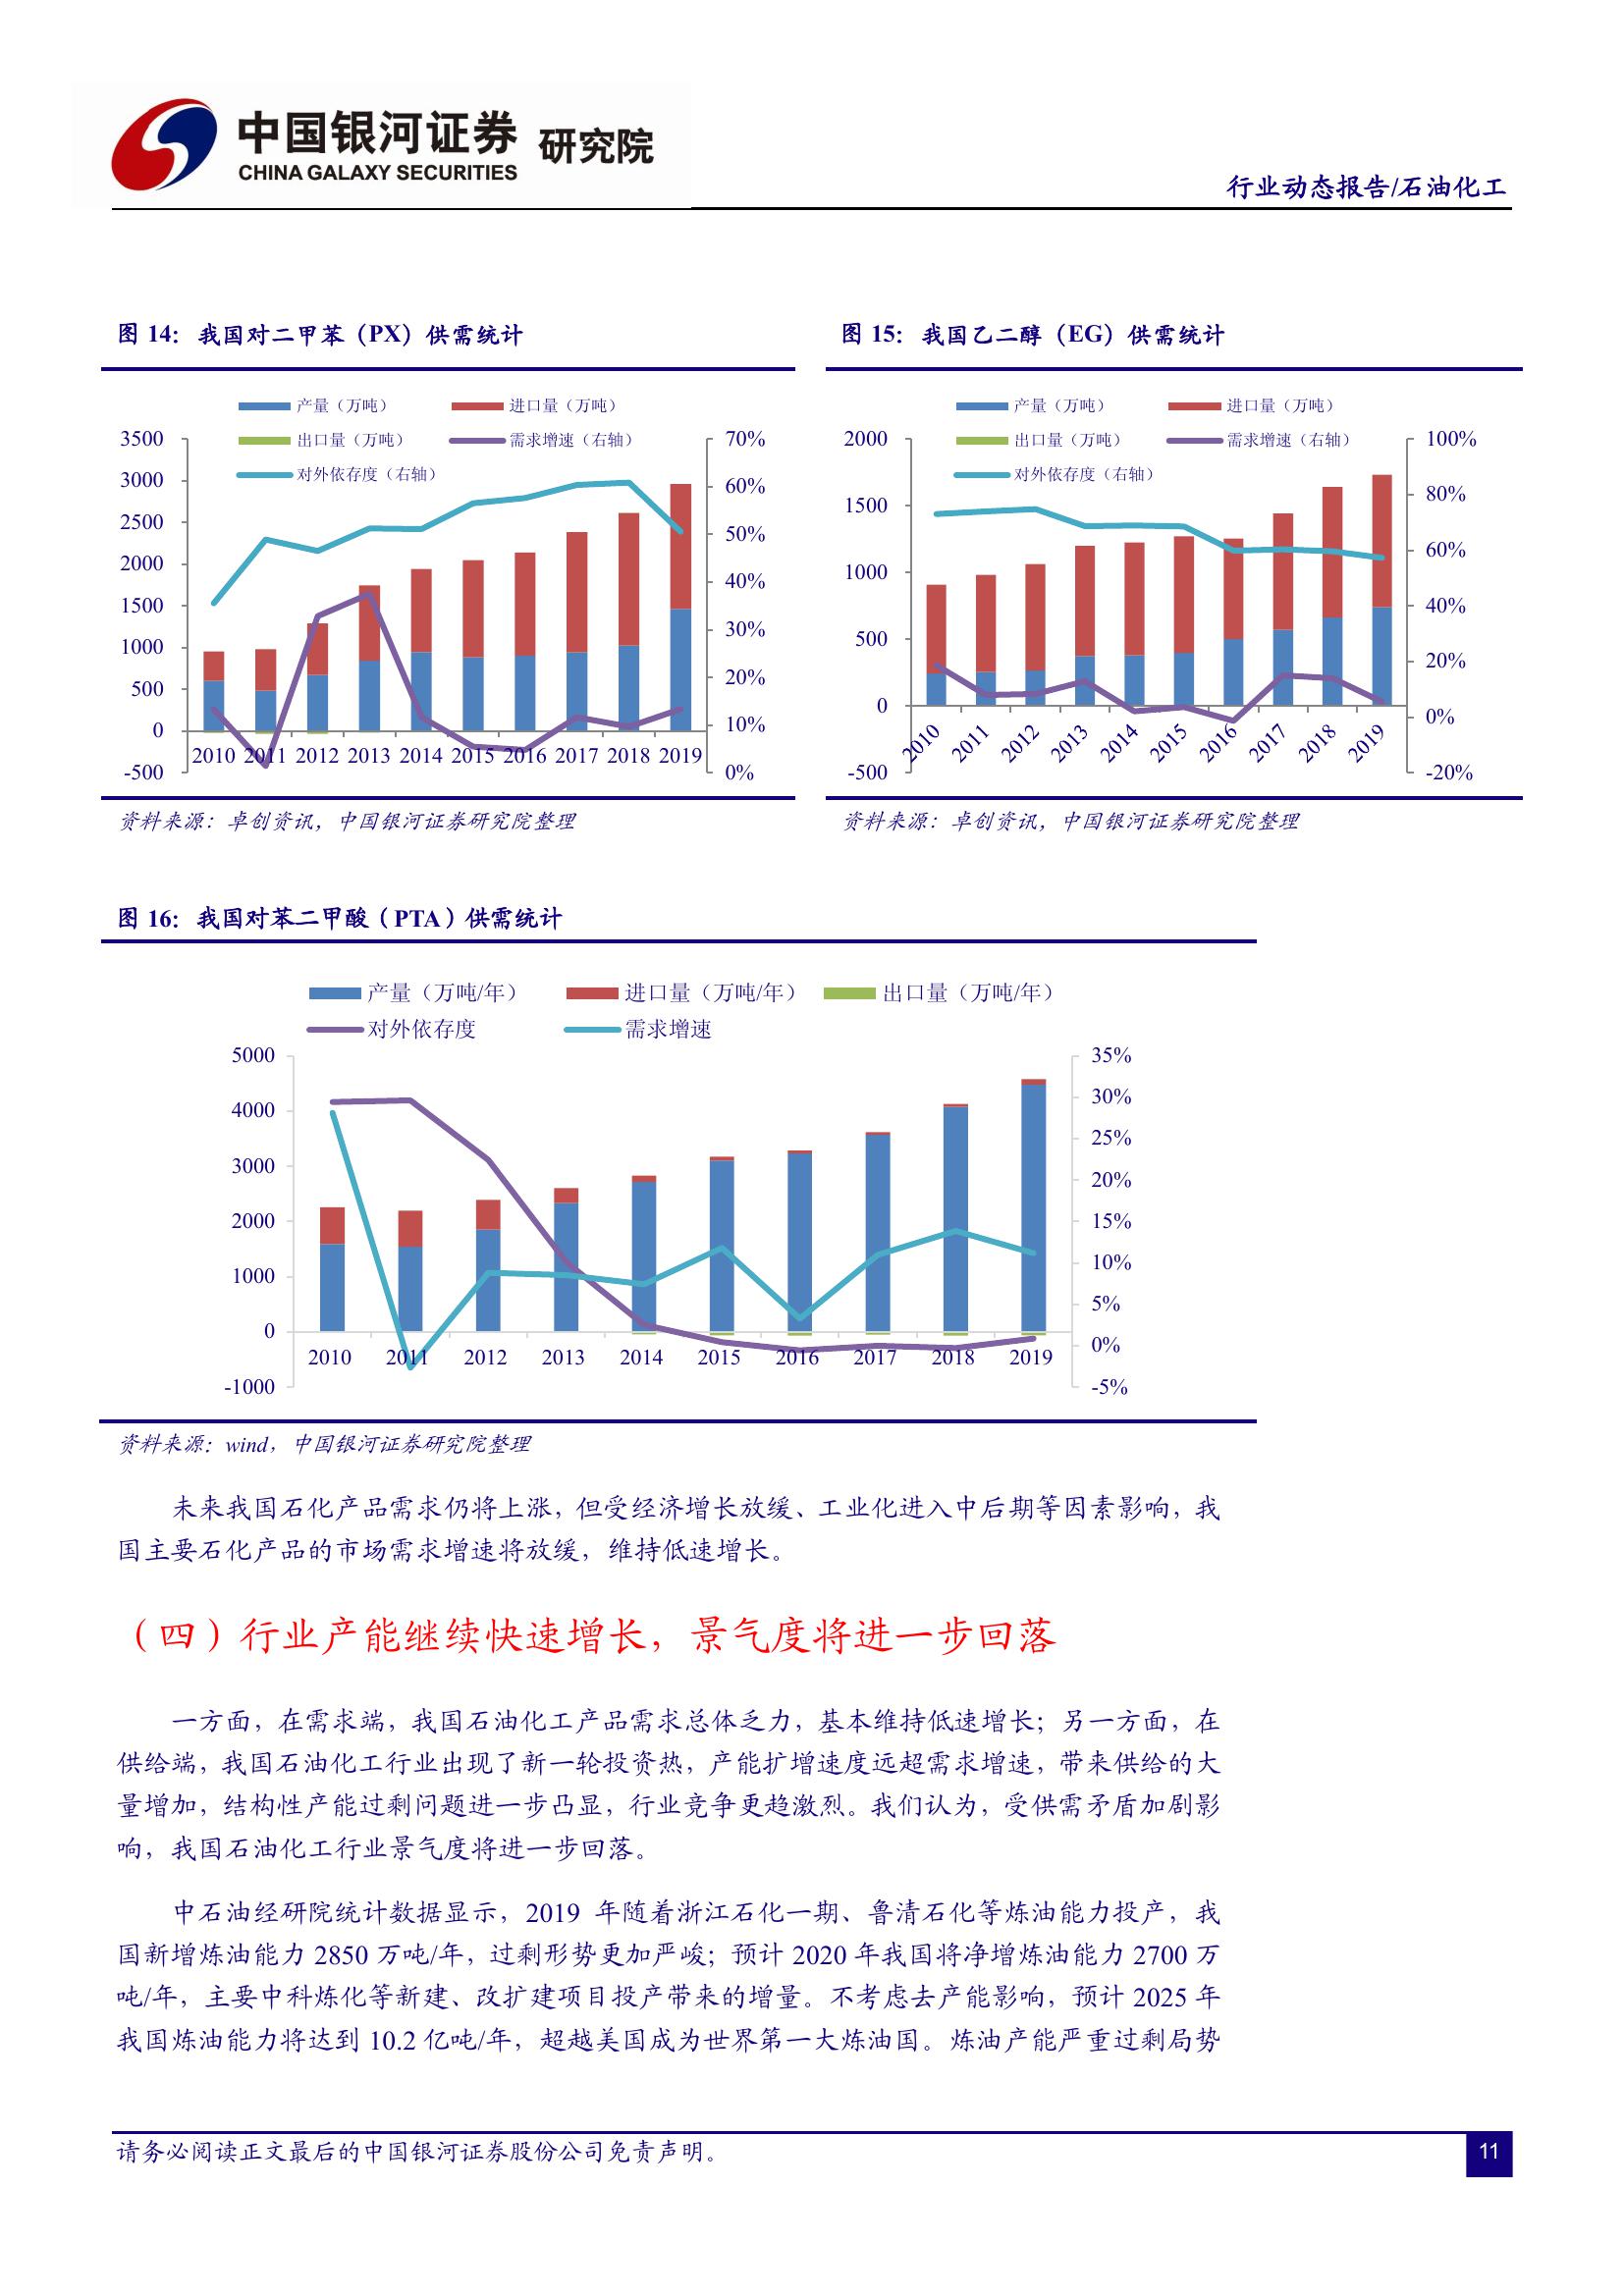 中国银河证券 研究院
CHINA GALAXY SECURITIES
行业动态报告/石油化工
图 14：我国对二甲苯（PX）供需统计
产量（万吨） 进口量（万吨）
出口量（万吨） 需求增速（右轴）
对外依存度（右轴）
3500
3000
2500
2000
1500
1000
500
0
-500
70%
60%
50%
40%
30%
20%
10%
0%
2010 2011 2012 2013 2014 2015 2016 2017 2018 2019
资料来源：卓创资讯，中国银河证券研究院整理
图 15：我国乙二醇（EG）供需统计
产量（万吨） 进口量（万吨）
出口量（万吨） 需求增速（右轴）
对外依存度（右轴）
2000
1500
1000
500
0
-500
100%
80%
60%
40%
20%
0%
-20%
2010 2011 2012 2013 2014 2015 2016 2017 2018 2019
资料来源：卓创资讯，中国银河证券研究院整理
图 16：我国对苯二甲酸（PTA）供需统计
产量（万吨/年） 进口量（万吨/年） 出口量（万吨/年）
对外依存度 需求增速
5000
4000
3000
2000
1000
0
-1000
35%
30%
25%
20%
15%
10%
5%
0%
-5%
2010 2011 2012 2013 2014 2015 2016 2017 2018 2019
资料来源：wind，中国银河证券研究院整理
未来我国石化产品需求仍将上涨，但受经济增长放缓、工业化进入中后期等因素影响，我
国主要石化产品的市场需求增速将放缓，维持低速增长。
（四）行业产能继续快速增长，景气度将进一步回落
一方面，在需求端，我国石油化工产品需求总体乏力，基本维持低速增长；另一方面，在
供给端，我国石油化工行业出现了新一轮投资热，产能扩增速度远超需求增速，带来供给的大
量增加，结构性产能过剩问题进一步凸显，行业竞争更趋激烈。我们认为，受供需矛盾加剧影
响，我国石油化工行业景气度将进一步回落。
中石油经研院统计数据显示，2019 年随着浙江石化一期、鲁清石化等炼油能力投产，我
国新增炼油能力 2850 万吨/年，过剩形势更加严峻；预计 2020 年我国将净增炼油能力 2700 万
吨/年，主要中科炼化等新建、改扩建项目投产带来的增量。不考虑去产能影响，预计 2025 年
我国炼油能力将达到 10.2 亿吨/年，超越美国成为世界第一大炼油国。炼油产能严重过剩局势
请务必阅读正文最后的中国银河证券股份公司免责声明。
11